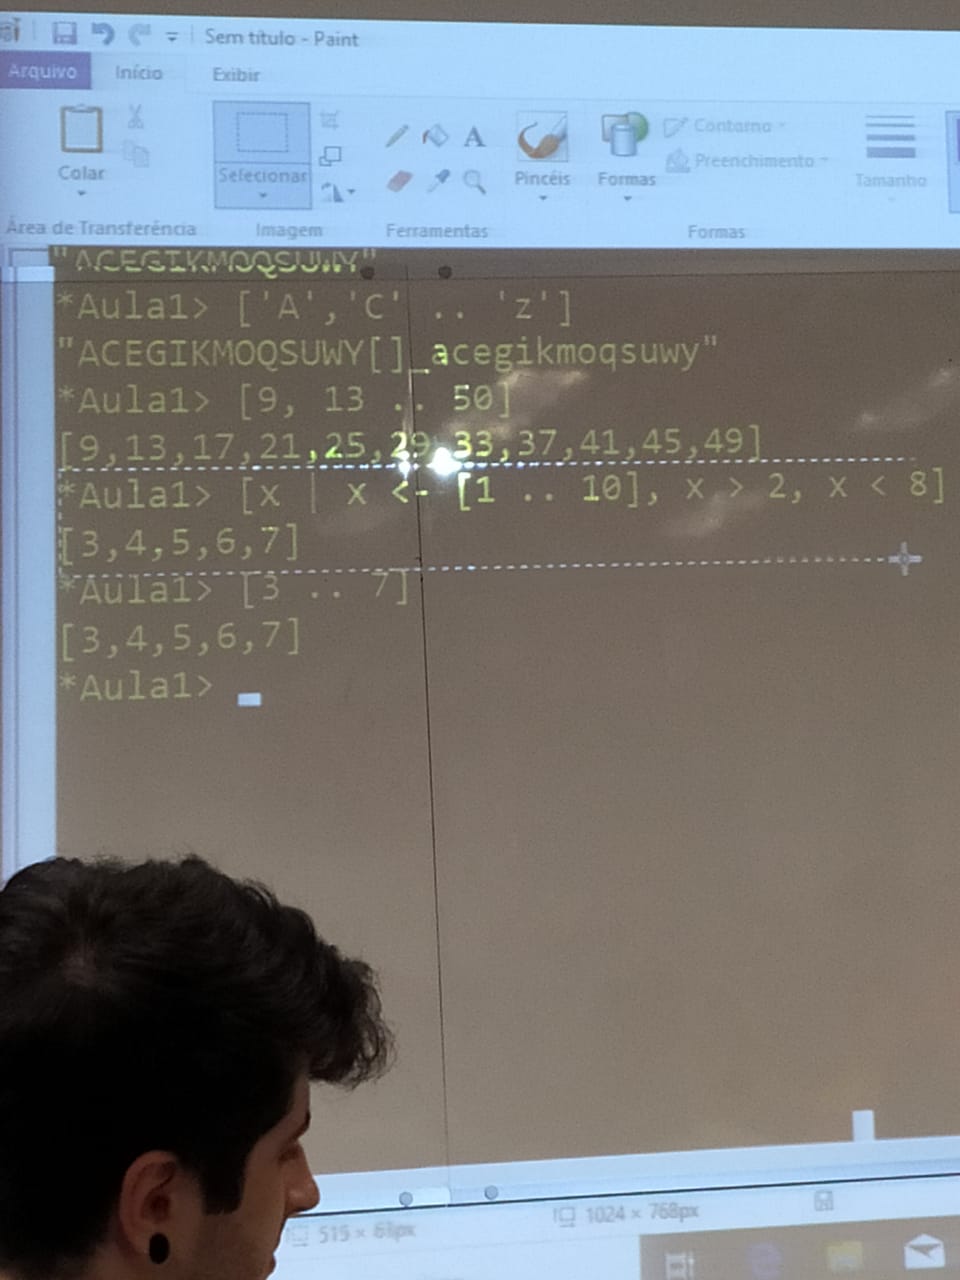 Sem título - Paint
Arquivo Início Exibir
Colar Selecionar A Pincéis Formas Contorno Preenchimento Tamanho
Área de Transferência Imagem Ferramentas Formas
"ACEGIKMOQSUWY"
*Aula1> ['A','C' .. 'z']
"ACEGIKMOQSUWY[]_acegikmoqsuwy"
*Aula1> [9, 13 .. 50]
[9,13,17,21,25,29,33,37,41,45,49]
*Aula1> [x | x <- [1 .. 10], x > 2, x < 8]
[3,4,5,6,7]
*Aula1> [3 .. 7]
[3,4,5,6,7]
*Aula1>
1024 × 768px